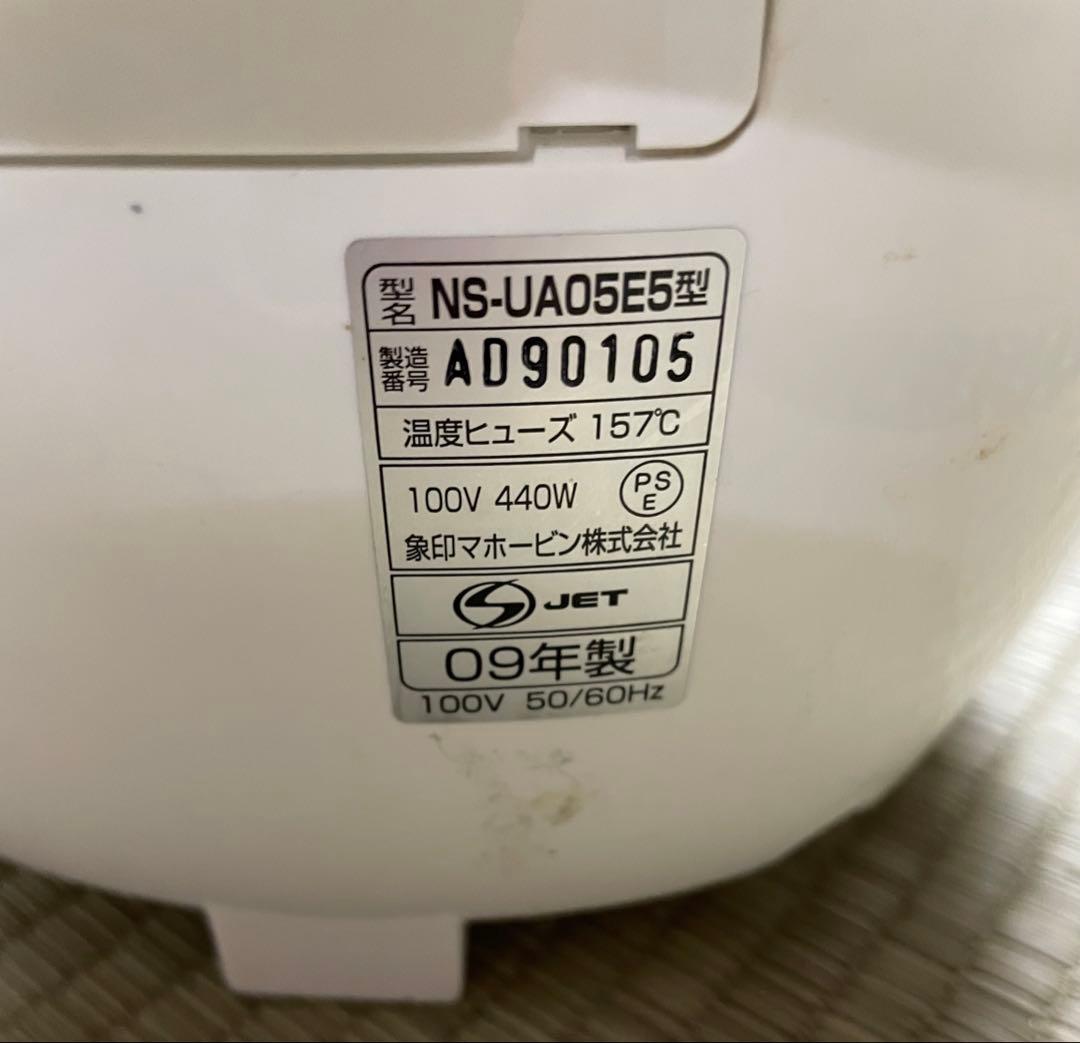 型名 NS-UA05E5型
製造番号 AD90105
温度ヒューズ 157℃
100V 440W PSE
象印マホービン株式会社
S JET
09年製
100V 50/60Hz